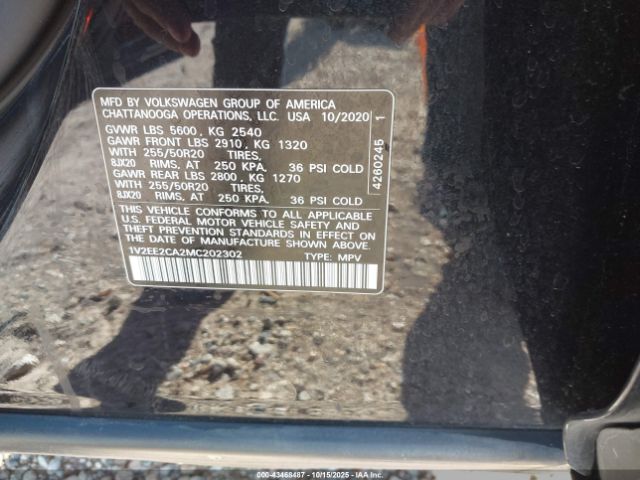 MFD BY VOLKSWAGEN GROUP OF AMERICA
CHATTANOOGA OPERATIONS, LLC. USA 10/2020
GVWR LBS 5600 , KG 2540
GAWR FRONT LBS 2910 , KG 1320
WITH 255/50R20 TIRES,
8JX20 RIMS, AT 250 KPA, 36 PSI COLD
GAWR REAR LBS 2800 , KG 1270
WITH 255/50R20 TIRES,
8JX20 RIMS, AT 250 KPA, 36 PSI COLD
THIS VEHICLE CONFORMS TO ALL APPLICABLE
U.S. FEDERAL MOTOR VEHICLE SAFETY AND
THEFT PREVENTION STANDARDS IN EFFECT ON
THE DATE OF MANUFACTURE SHOWN ABOVE.
1V2EE2CA2MC202302 TYPE: MPV
4260245 1
000-43468487 - 10/15/2025 - IAA Inc.